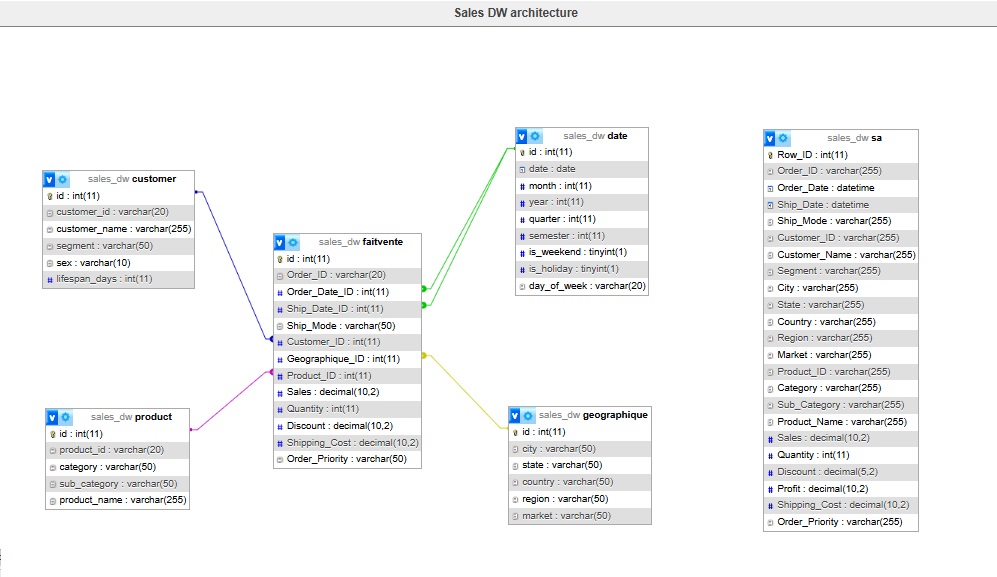 Sales DW architecture
sales_dw customer
id : int(11)
customer_id : varchar(20)
customer_name : varchar(255)
segment : varchar(50)
sex : varchar(10)
lifespan_days : int(11)
sales_dw product
id : int(11)
product_id : varchar(20)
category : varchar(50)
sub_category : varchar(50)
product_name : varchar(255)
sales_dw faitvente
id : int(11)
Order_ID : varchar(20)
Order_Date_ID : int(11)
Ship_Date_ID : int(11)
Ship_Mode : varchar(50)
Customer_ID : int(11)
Geographique_ID : int(11)
Product_ID : int(11)
Sales : decimal(10,2)
Quantity : int(11)
Discount : decimal(10,2)
Shipping_Cost : decimal(10,2)
Order_Priority : varchar(50)
sales_dw date
id : int(11)
date : date
month : int(11)
year : int(11)
quarter : int(11)
semester : int(11)
is_weekend : tinyint(1)
is_holiday : tinyint(1)
day_of_week : varchar(20)
sales_dw geographique
id : int(11)
city : varchar(50)
state : varchar(50)
country : varchar(50)
region : varchar(50)
market : varchar(50)
sales_dw sa
Row_ID : int(11)
Order_ID : varchar(255)
Order_Date : datetime
Ship_Date : datetime
Ship_Mode : varchar(255)
Customer_ID : varchar(255)
Customer_Name : varchar(255)
Segment : varchar(255)
City : varchar(255)
State : varchar(255)
Country : varchar(255)
Region : varchar(255)
Market : varchar(255)
Product_ID : varchar(255)
Category : varchar(255)
Sub_Category : varchar(255)
Product_Name : varchar(255)
Sales : decimal(10,2)
Quantity : int(11)
Discount : decimal(5,2)
Profit : decimal(10,2)
Shipping_Cost : decimal(10,2)
Order_Priority : varchar(255)